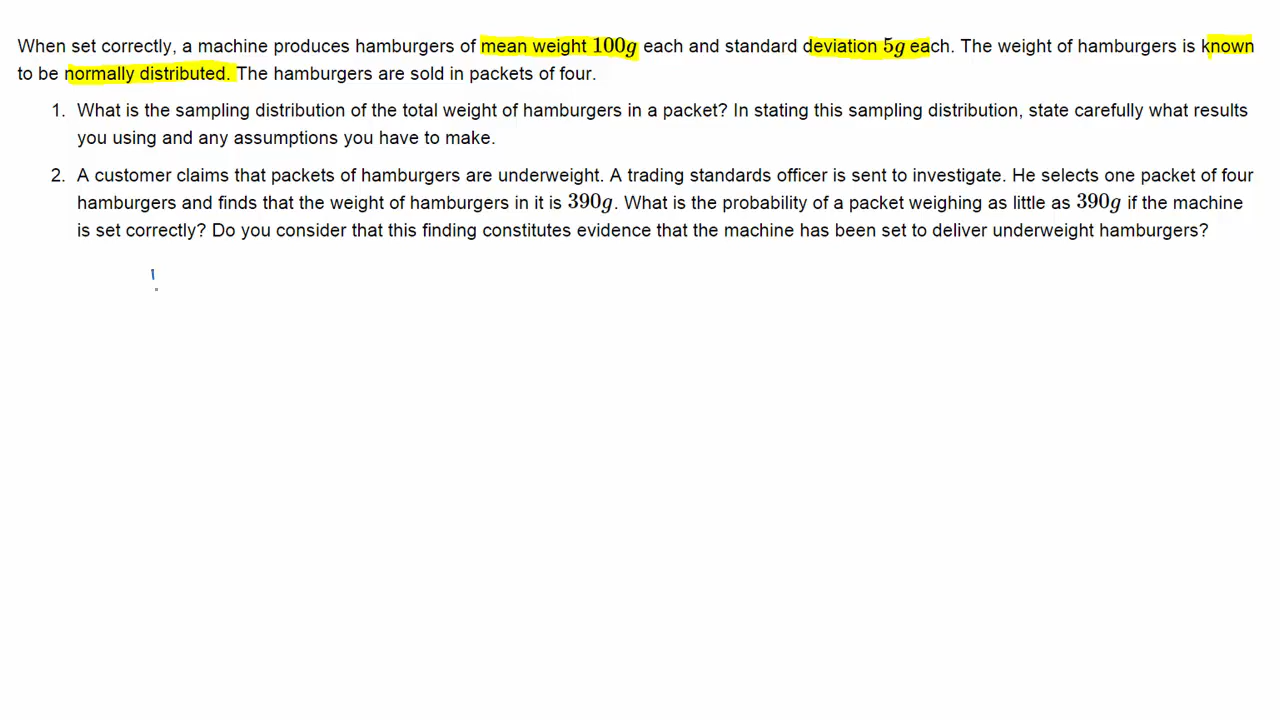 When set correctly, a machine produces hamburgers of mean weight 100g each and standard deviation 5g each. The weight of hamburgers is known
to be normally distributed. The hamburgers are sold in packets of four.
1. What is the sampling distribution of the total weight of hamburgers in a packet? In stating this sampling distribution, state carefully what results
you using and any assumptions you have to make.
2. A customer claims that packets of hamburgers are underweight. A trading standards officer is sent to investigate. He selects one packet of four
hamburgers and finds that the weight of hamburgers in it is 390g. What is the probability of a packet weighing as little as 390g if the machine
is set correctly? Do you consider that this finding constitutes evidence that the machine has been set to deliver underweight hamburgers?